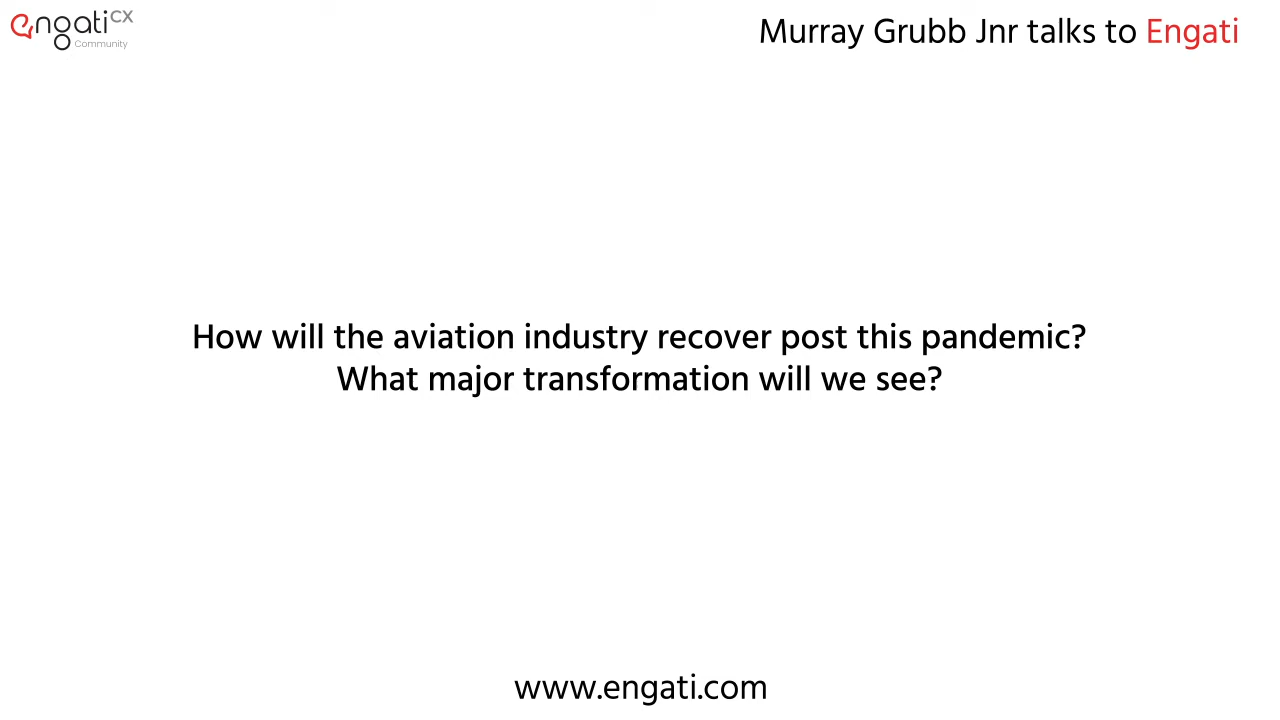 engati CX
Community
Murray Grubb Jnr talks to Engati
How will the aviation industry recover post this pandemic?
What major transformation will we see?
www.engati.com